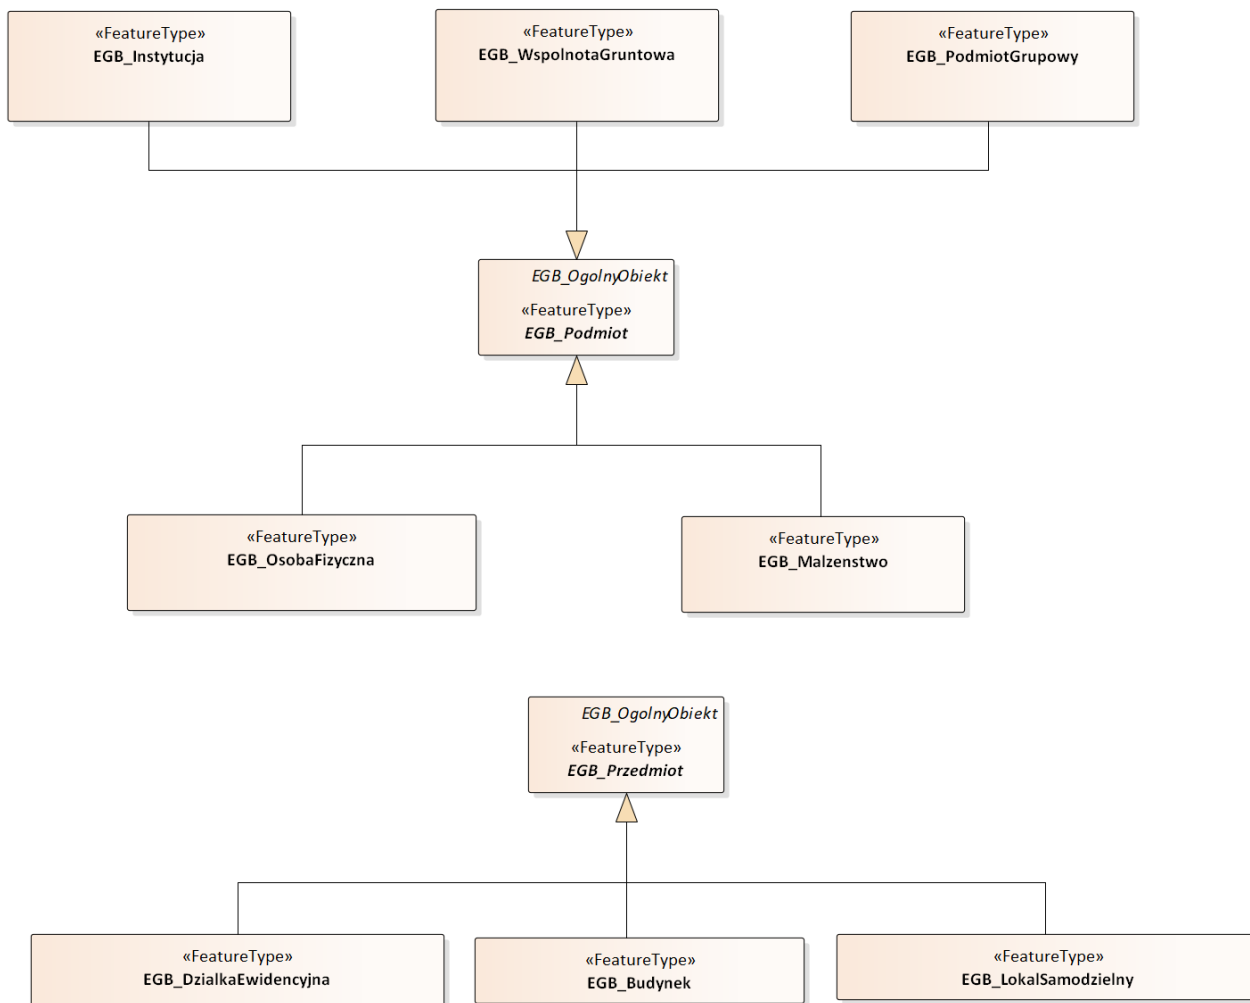 «FeatureType»
EGB_Instytucja
«FeatureType»
EGB_WspolnotaGruntowa
«FeatureType»
EGB_PodmiotGrupowy
EGB_OgolnyObiekt
«FeatureType»
EGB_Podmiot
«FeatureType»
EGB_OsobaFizyczna
«FeatureType»
EGB_Malzenstwo
EGB_OgolnyObiekt
«FeatureType»
EGB_Przedmiot
«FeatureType»
EGB_DzialkaEwidencyjna
«FeatureType»
EGB_Budynek
«FeatureType»
EGB_LokalSamodzielny